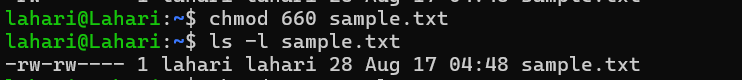 lahari@Lahari:~$ chmod 660 sample.txt
lahari@Lahari:~$ ls -l sample.txt
-rw-rw---- 1 lahari lahari 28 Aug 17 04:48 sample.txt